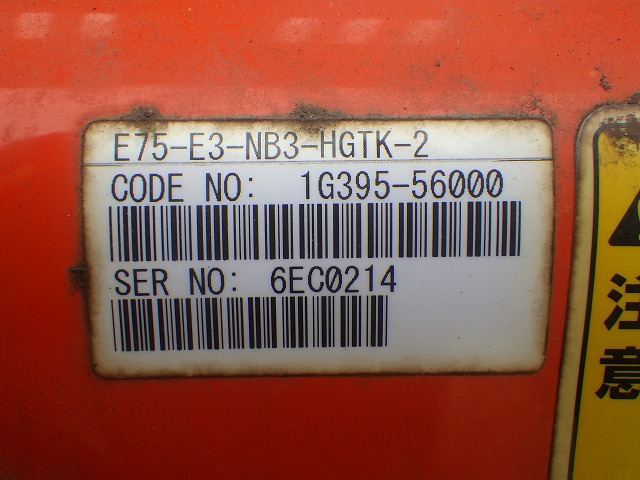 E75-E3-NB3-HGTK-2
CODE NO: 1G395-56000
SER NO: 6EC0214
注
意